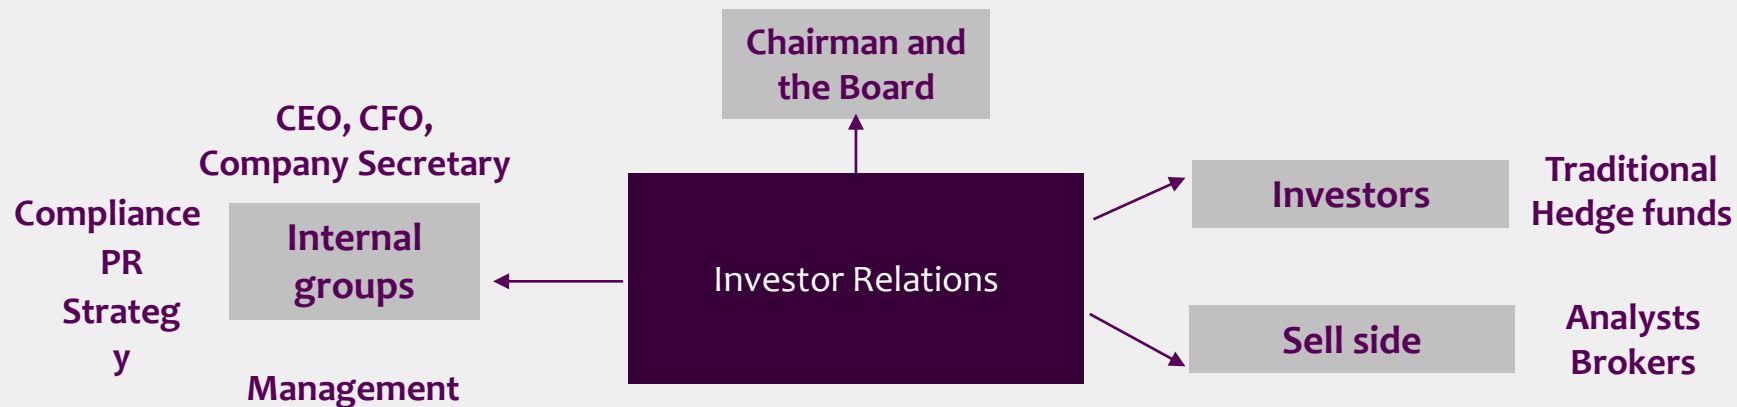 Chairman and
the Board
CEO, CFO,
Company Secretary
Compliance
PR
Strateg
y
Internal
groups
Management
Investor Relations
Investors
Traditional
Hedge funds
Sell side
Analysts
Brokers